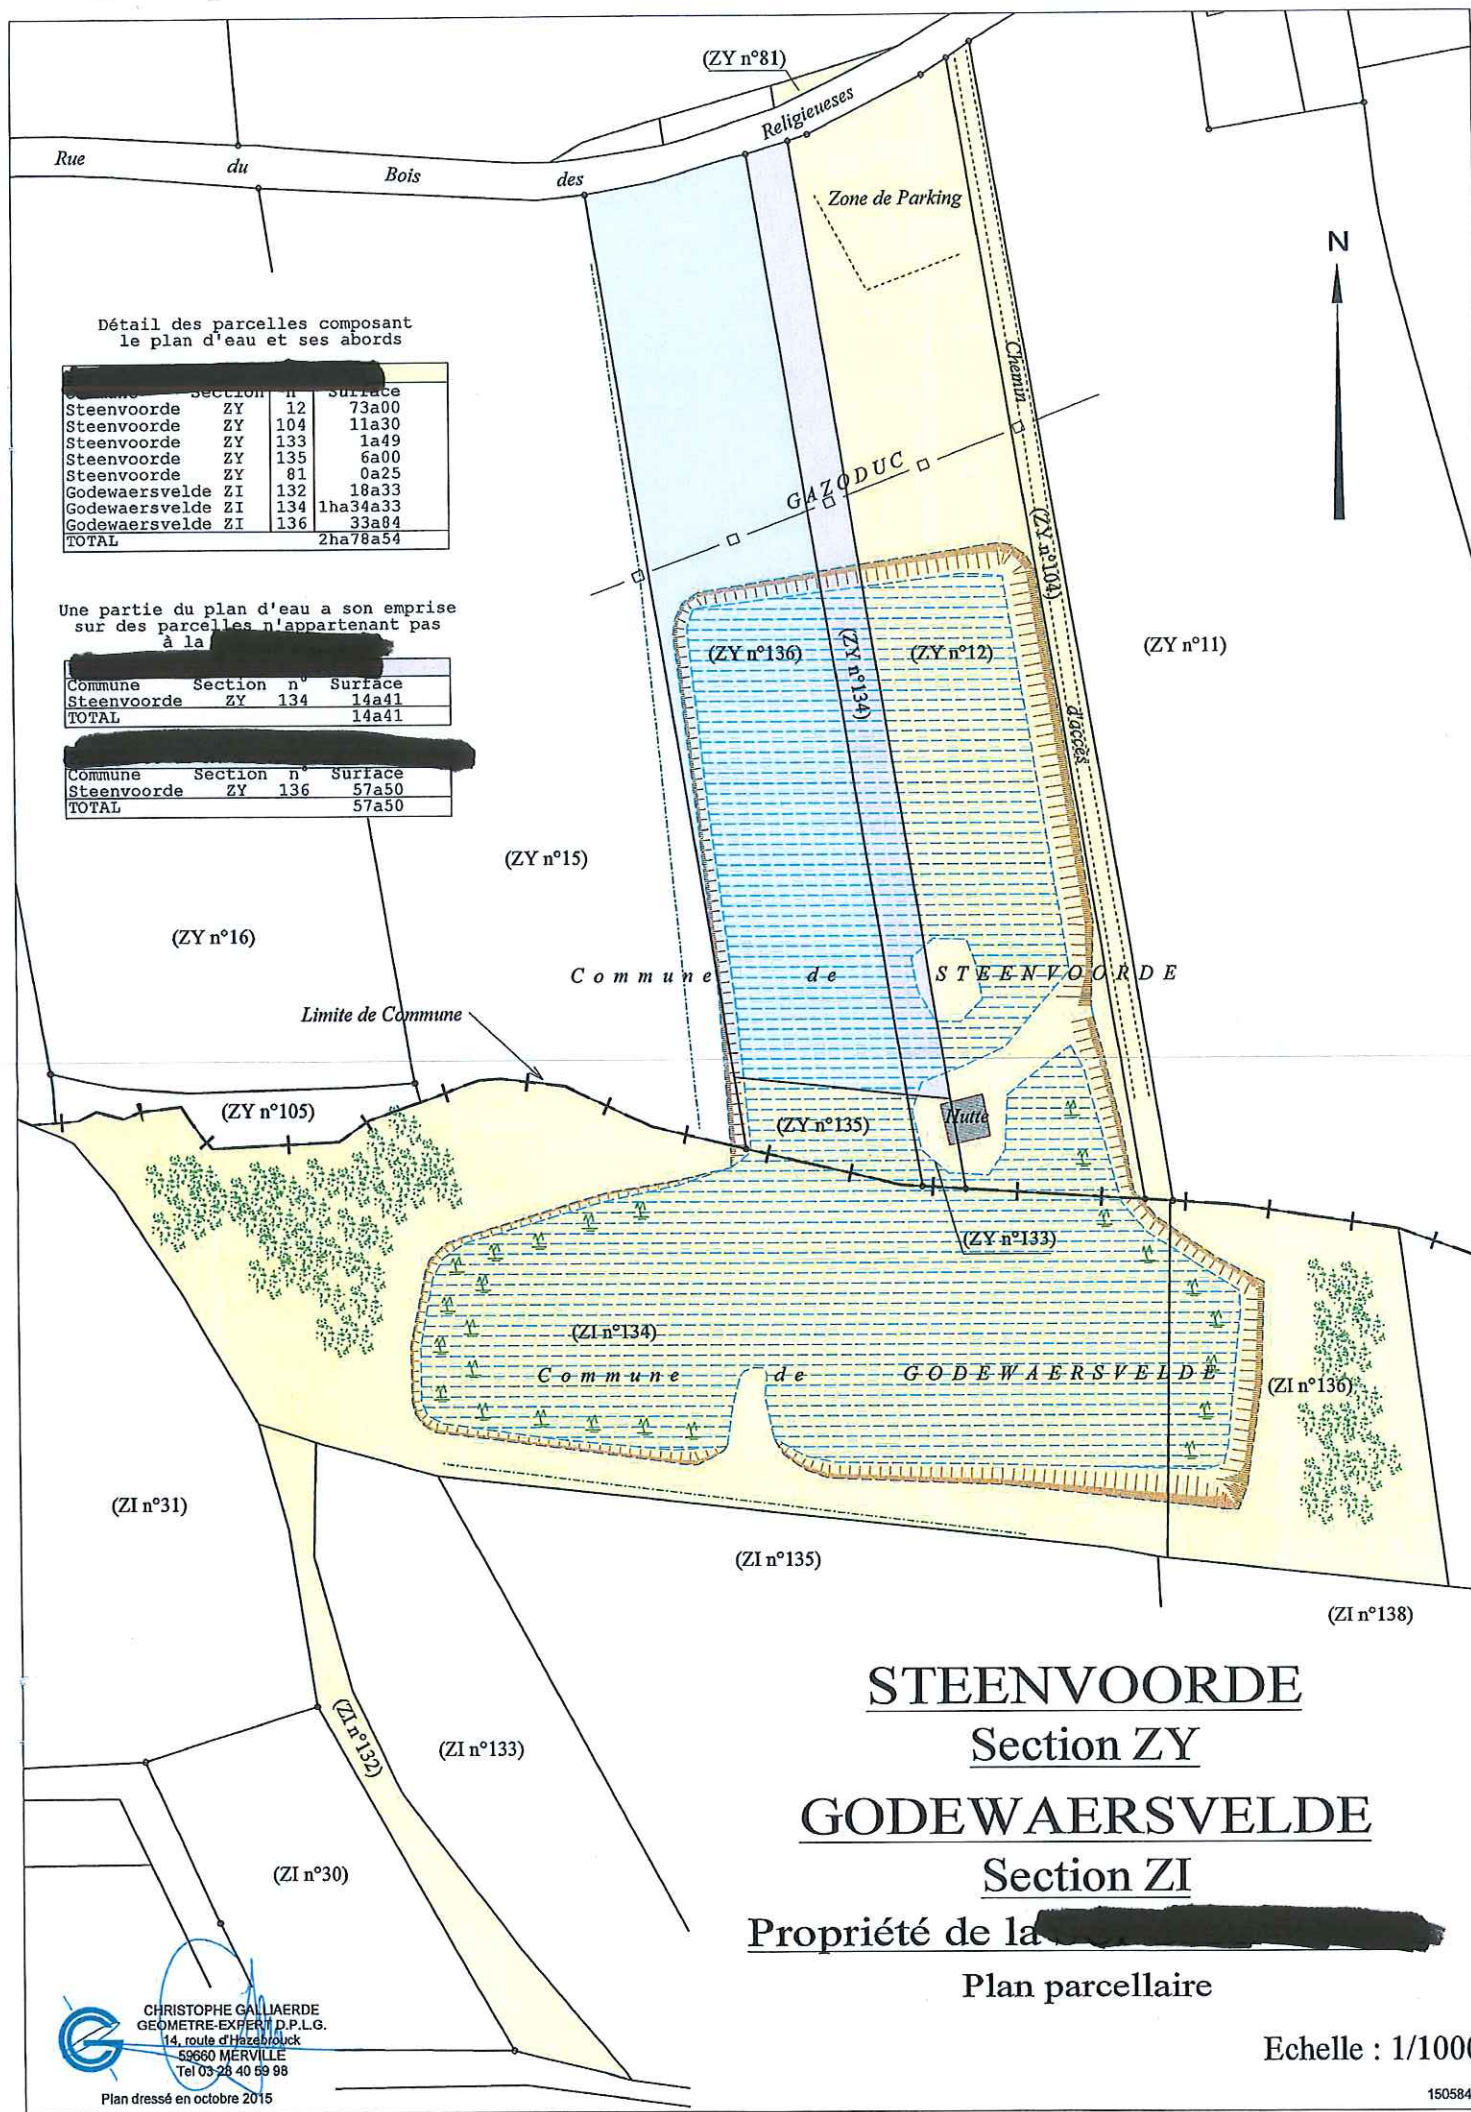 (ZY n°81)
Rue du Bois des Religieueses
Zone de Parking
N
Détail des parcelles composant
le plan d'eau et ses abords
Section n° Surface
Steenvoorde ZY 12 73a00
Steenvoorde ZY 104 11a30
Steenvoorde ZY 133 1a49
Steenvoorde ZY 135 6a00
Steenvoorde ZY 81 0a25
Godewaersvelde ZI 132 18a33
Godewaersvelde ZI 134 1ha34a33
Godewaersvelde ZI 136 33a84
TOTAL 2ha78a54
Chemin
d'accès
GAZODUC
(ZY n°104)
Une partie du plan d'eau a son emprise
sur des parcelles n'appartenant pas
à la
Commune Section n° Surface
Steenvoorde ZY 134 14a41
TOTAL 14a41
Commune Section n° Surface
Steenvoorde ZY 136 57a50
TOTAL 57a50
(ZY n°136)
(ZY n°134)
(ZY n°12)
(ZY n°11)
(ZY n°15)
(ZY n°16)
Commune de STEENVOORDE
Limite de Commune
(ZY n°105)
(ZY n°135)
Hutte
(ZY n°133)
(ZI n°134)
Commune de GODEWAERSVELDE
(ZI n°136)
(ZI n°31)
(ZI n°135)
(ZI n°138)
(ZI n°132)
(ZI n°133)
(ZI n°30)
STEENVOORDE
Section ZY
GODEWAERSVELDE
Section ZI
Propriété de la
Plan parcellaire
Echelle : 1/1000
150584
CHRISTOPHE GALLIAERDE
GEOMETRE-EXPERT D.P.L.G.
14, route d'Hazebrouck
59660 MERVILLE
Tel 03 28 40 59 98
Plan dressé en octobre 2015